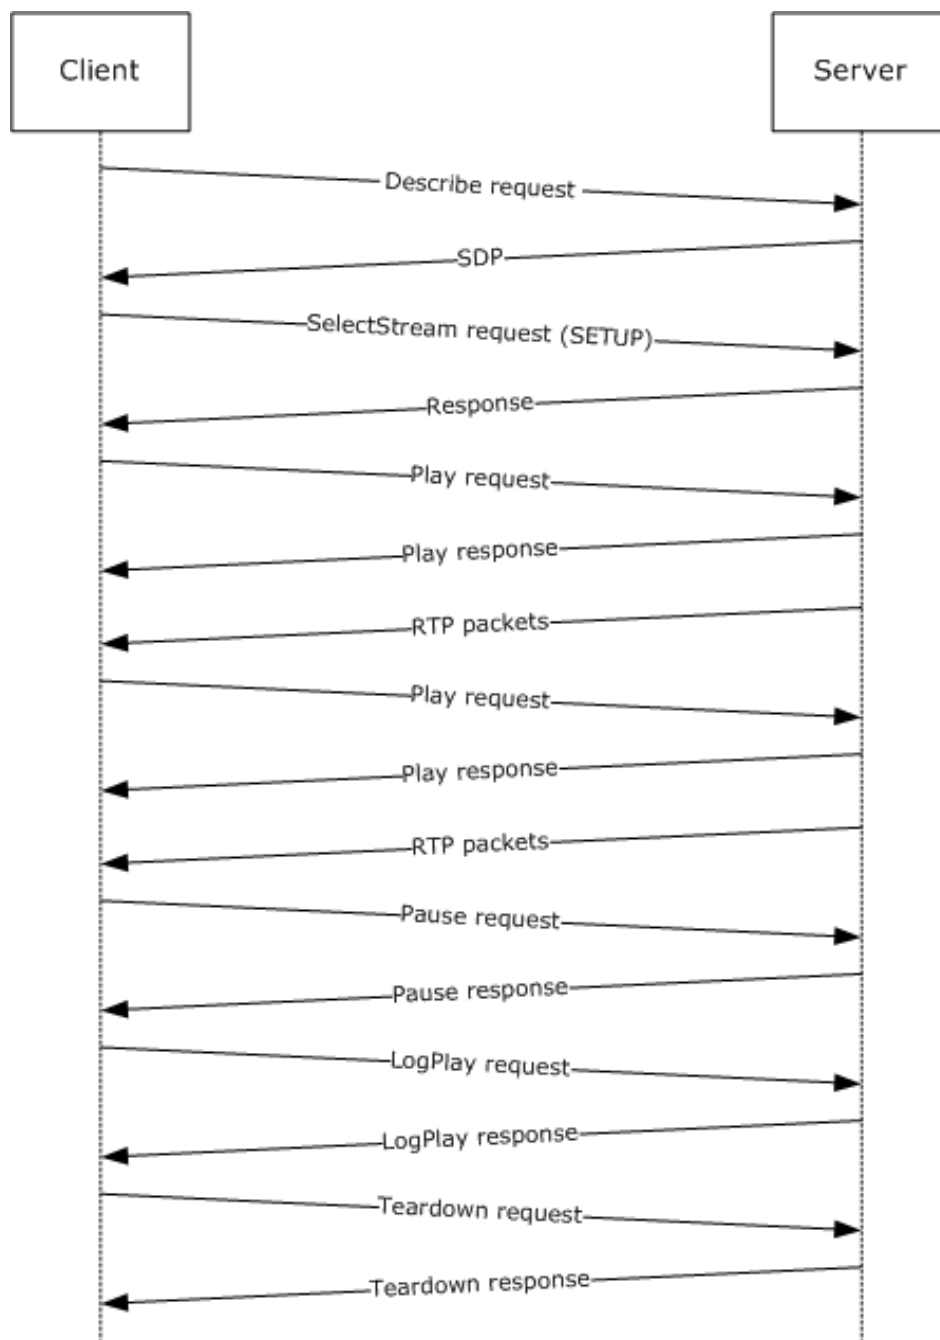 Client
Server
Describe request
SDP
SelectStream request (SETUP)
Response
Play request
Play response
RTP packets
Play request
Play response
RTP packets
Pause request
Pause response
LogPlay request
LogPlay response
Teardown request
Teardown response